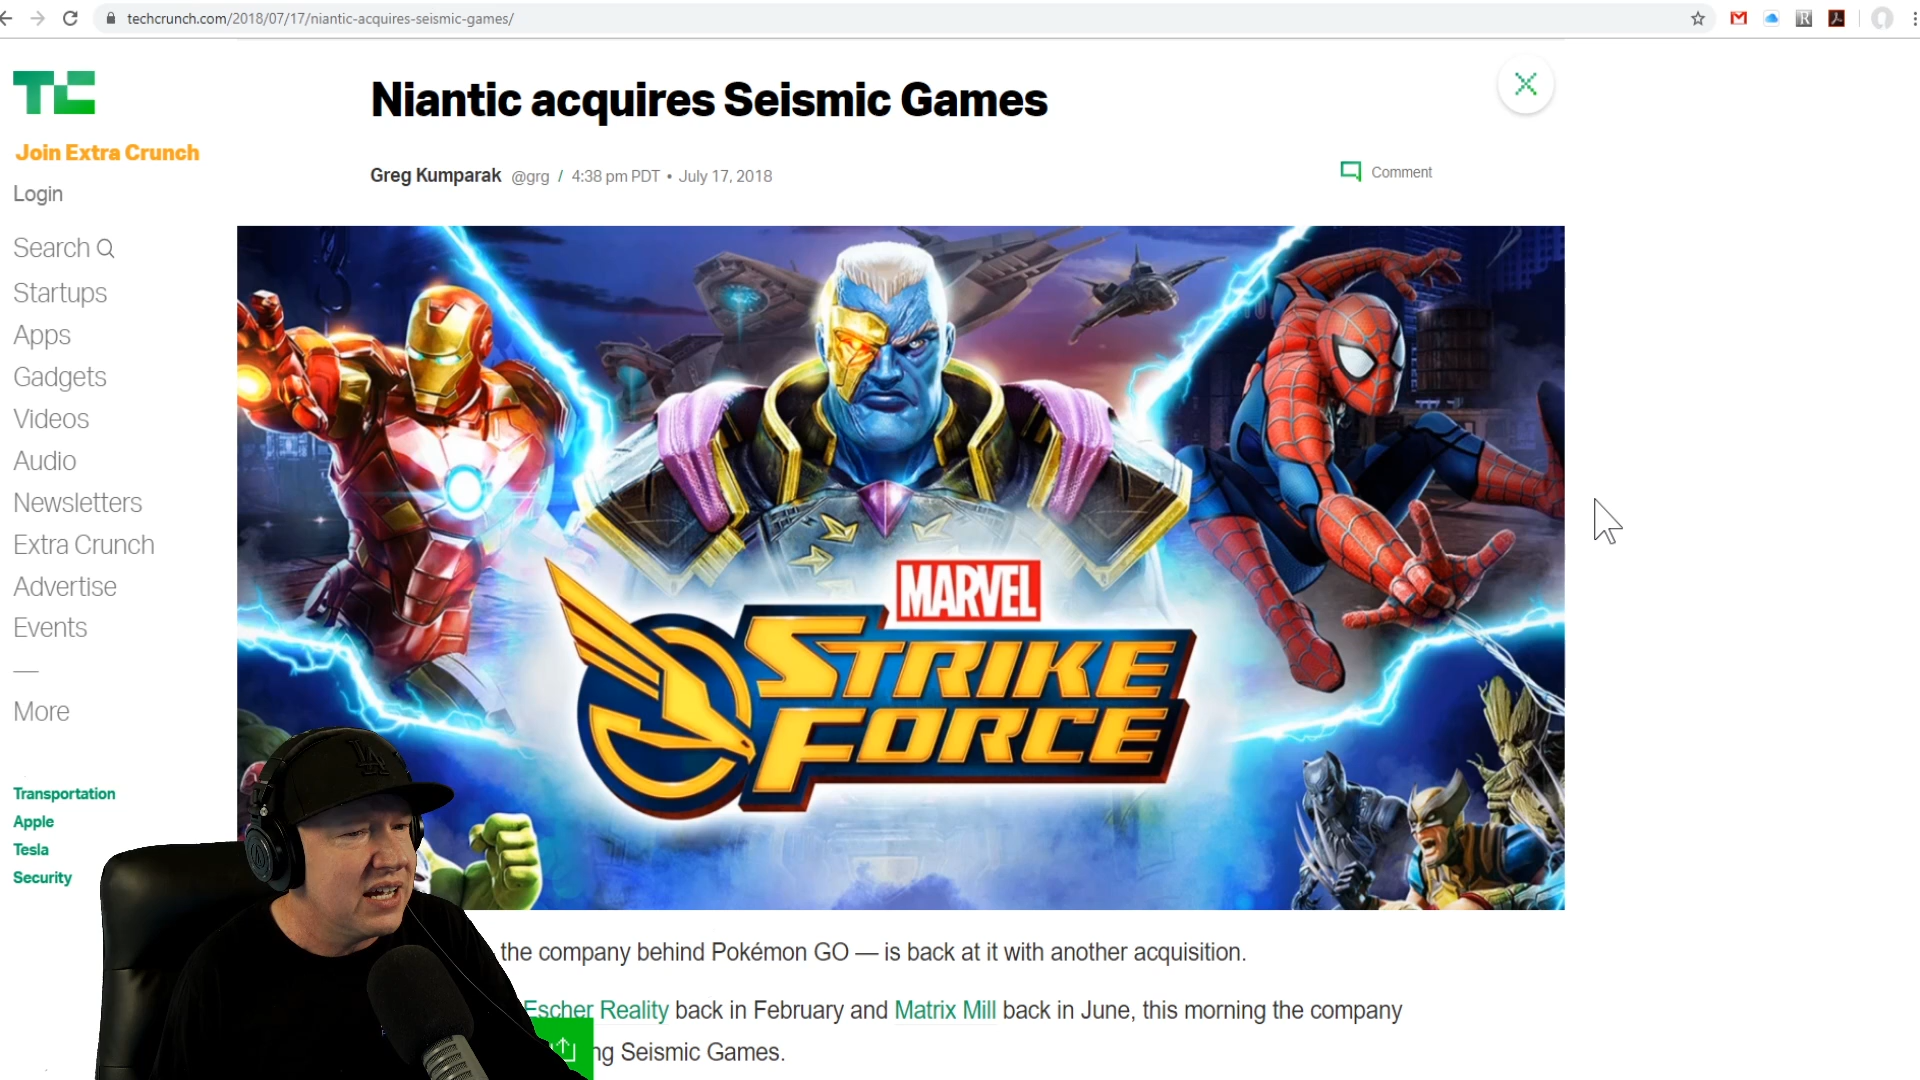 techcrunch.com/2018/07/17/niantic-acquires-seismic-games/
TC
Join Extra Crunch
Login
Search
Startups
Apps
Gadgets
Videos
Audio
Newsletters
Extra Crunch
Advertise
Events
More
Transportation
Apple
Tesla
Security
Niantic acquires Seismic Games
Greg Kumparak @grg / 4:38 pm PDT • July 17, 2018
Comment
MARVEL
STRIKE
FORCE
LA
the company behind Pokémon GO — is back at it with another acquisition.
Escher Reality back in February and Matrix Mill back in June, this morning the company
ng Seismic Games.